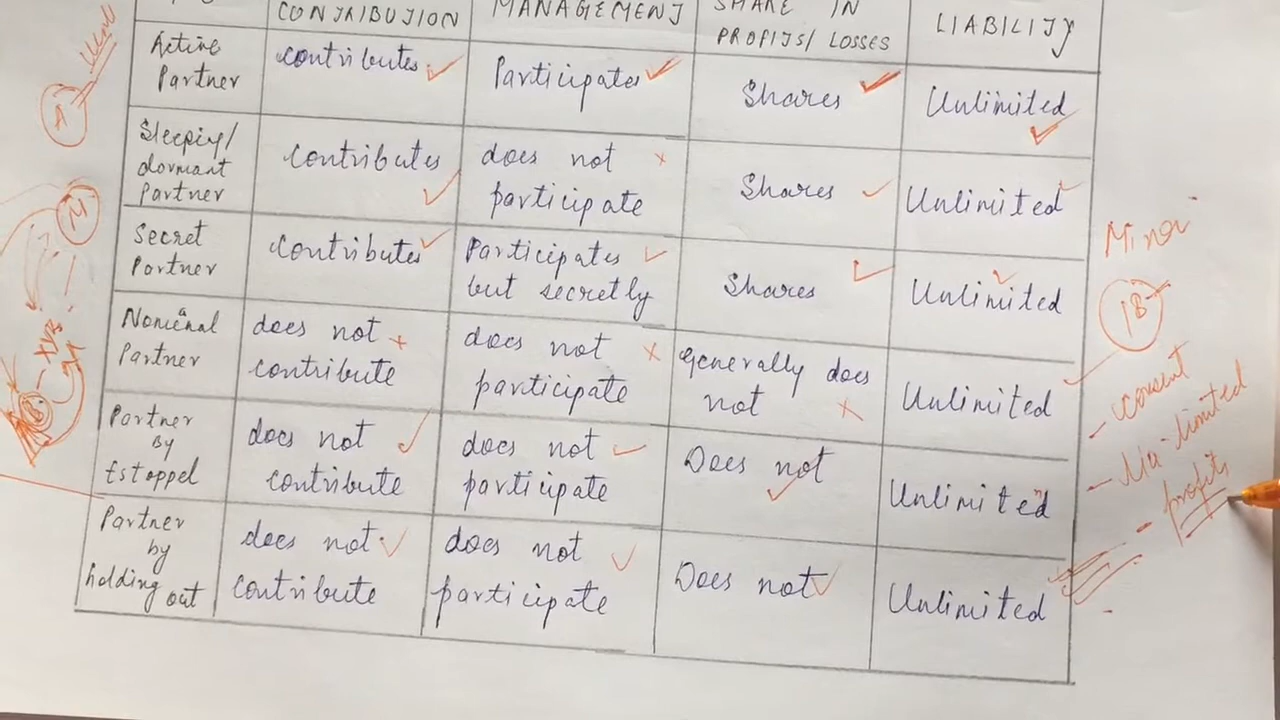 CONTRIBUTION
MANAGEMENT
SHARE IN
PROFITS/ LOSSES
LIABILITY
Active
Partner
contributes
Participates
Shares
Unlimited
Sleeping/
dormant
Partner
contributes
does not
participate
Shares
Unlimited
Secret
Partner
contributes
Participates
but secretly
Shares
Unlimited
Nominal
Partner
does not
contribute
does not
participate
Generally does
not
Unlimited
Partner
by
Estoppel
does not
contribute
does not
participate
Does not
Unlimited
Partner
by
holding out
does not
contribute
does not
participate
Does not
Unlimited
A
M
XYZ
Minor
18
- consent
- Unlimited
- profits